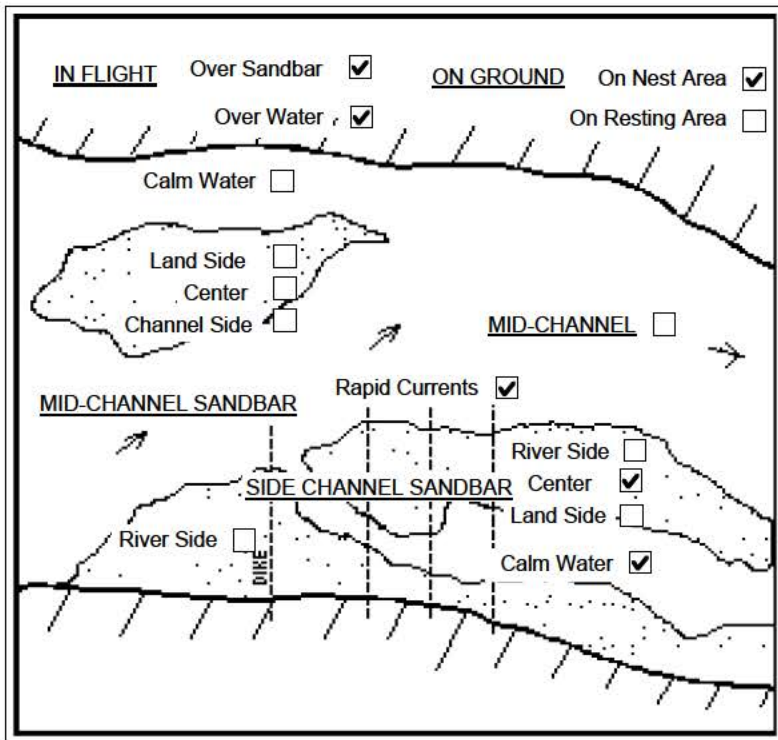 IN FLIGHT Over Sandbar ON GROUND On Nest Area
Over Water On Resting Area
Calm Water
Land Side
Center
Channel Side
MID-CHANNEL
Rapid Currents
MID-CHANNEL SANDBAR
River Side
SIDE CHANNEL SANDBAR Center
Land Side
River Side
DIKE
Calm Water